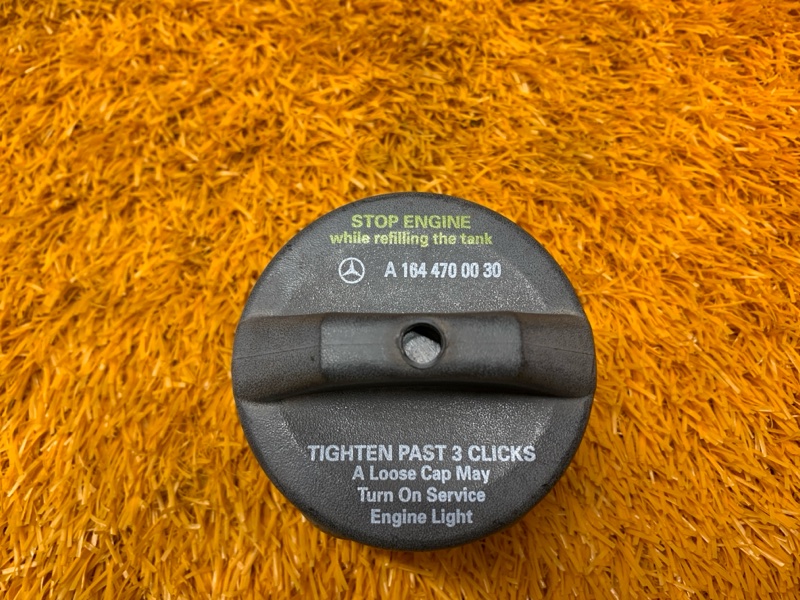 STOP ENGINE
while refilling the tank
A 164 470 00 30
TIGHTEN PAST 3 CLICKS
A Loose Cap May
Turn On Service
Engine Light